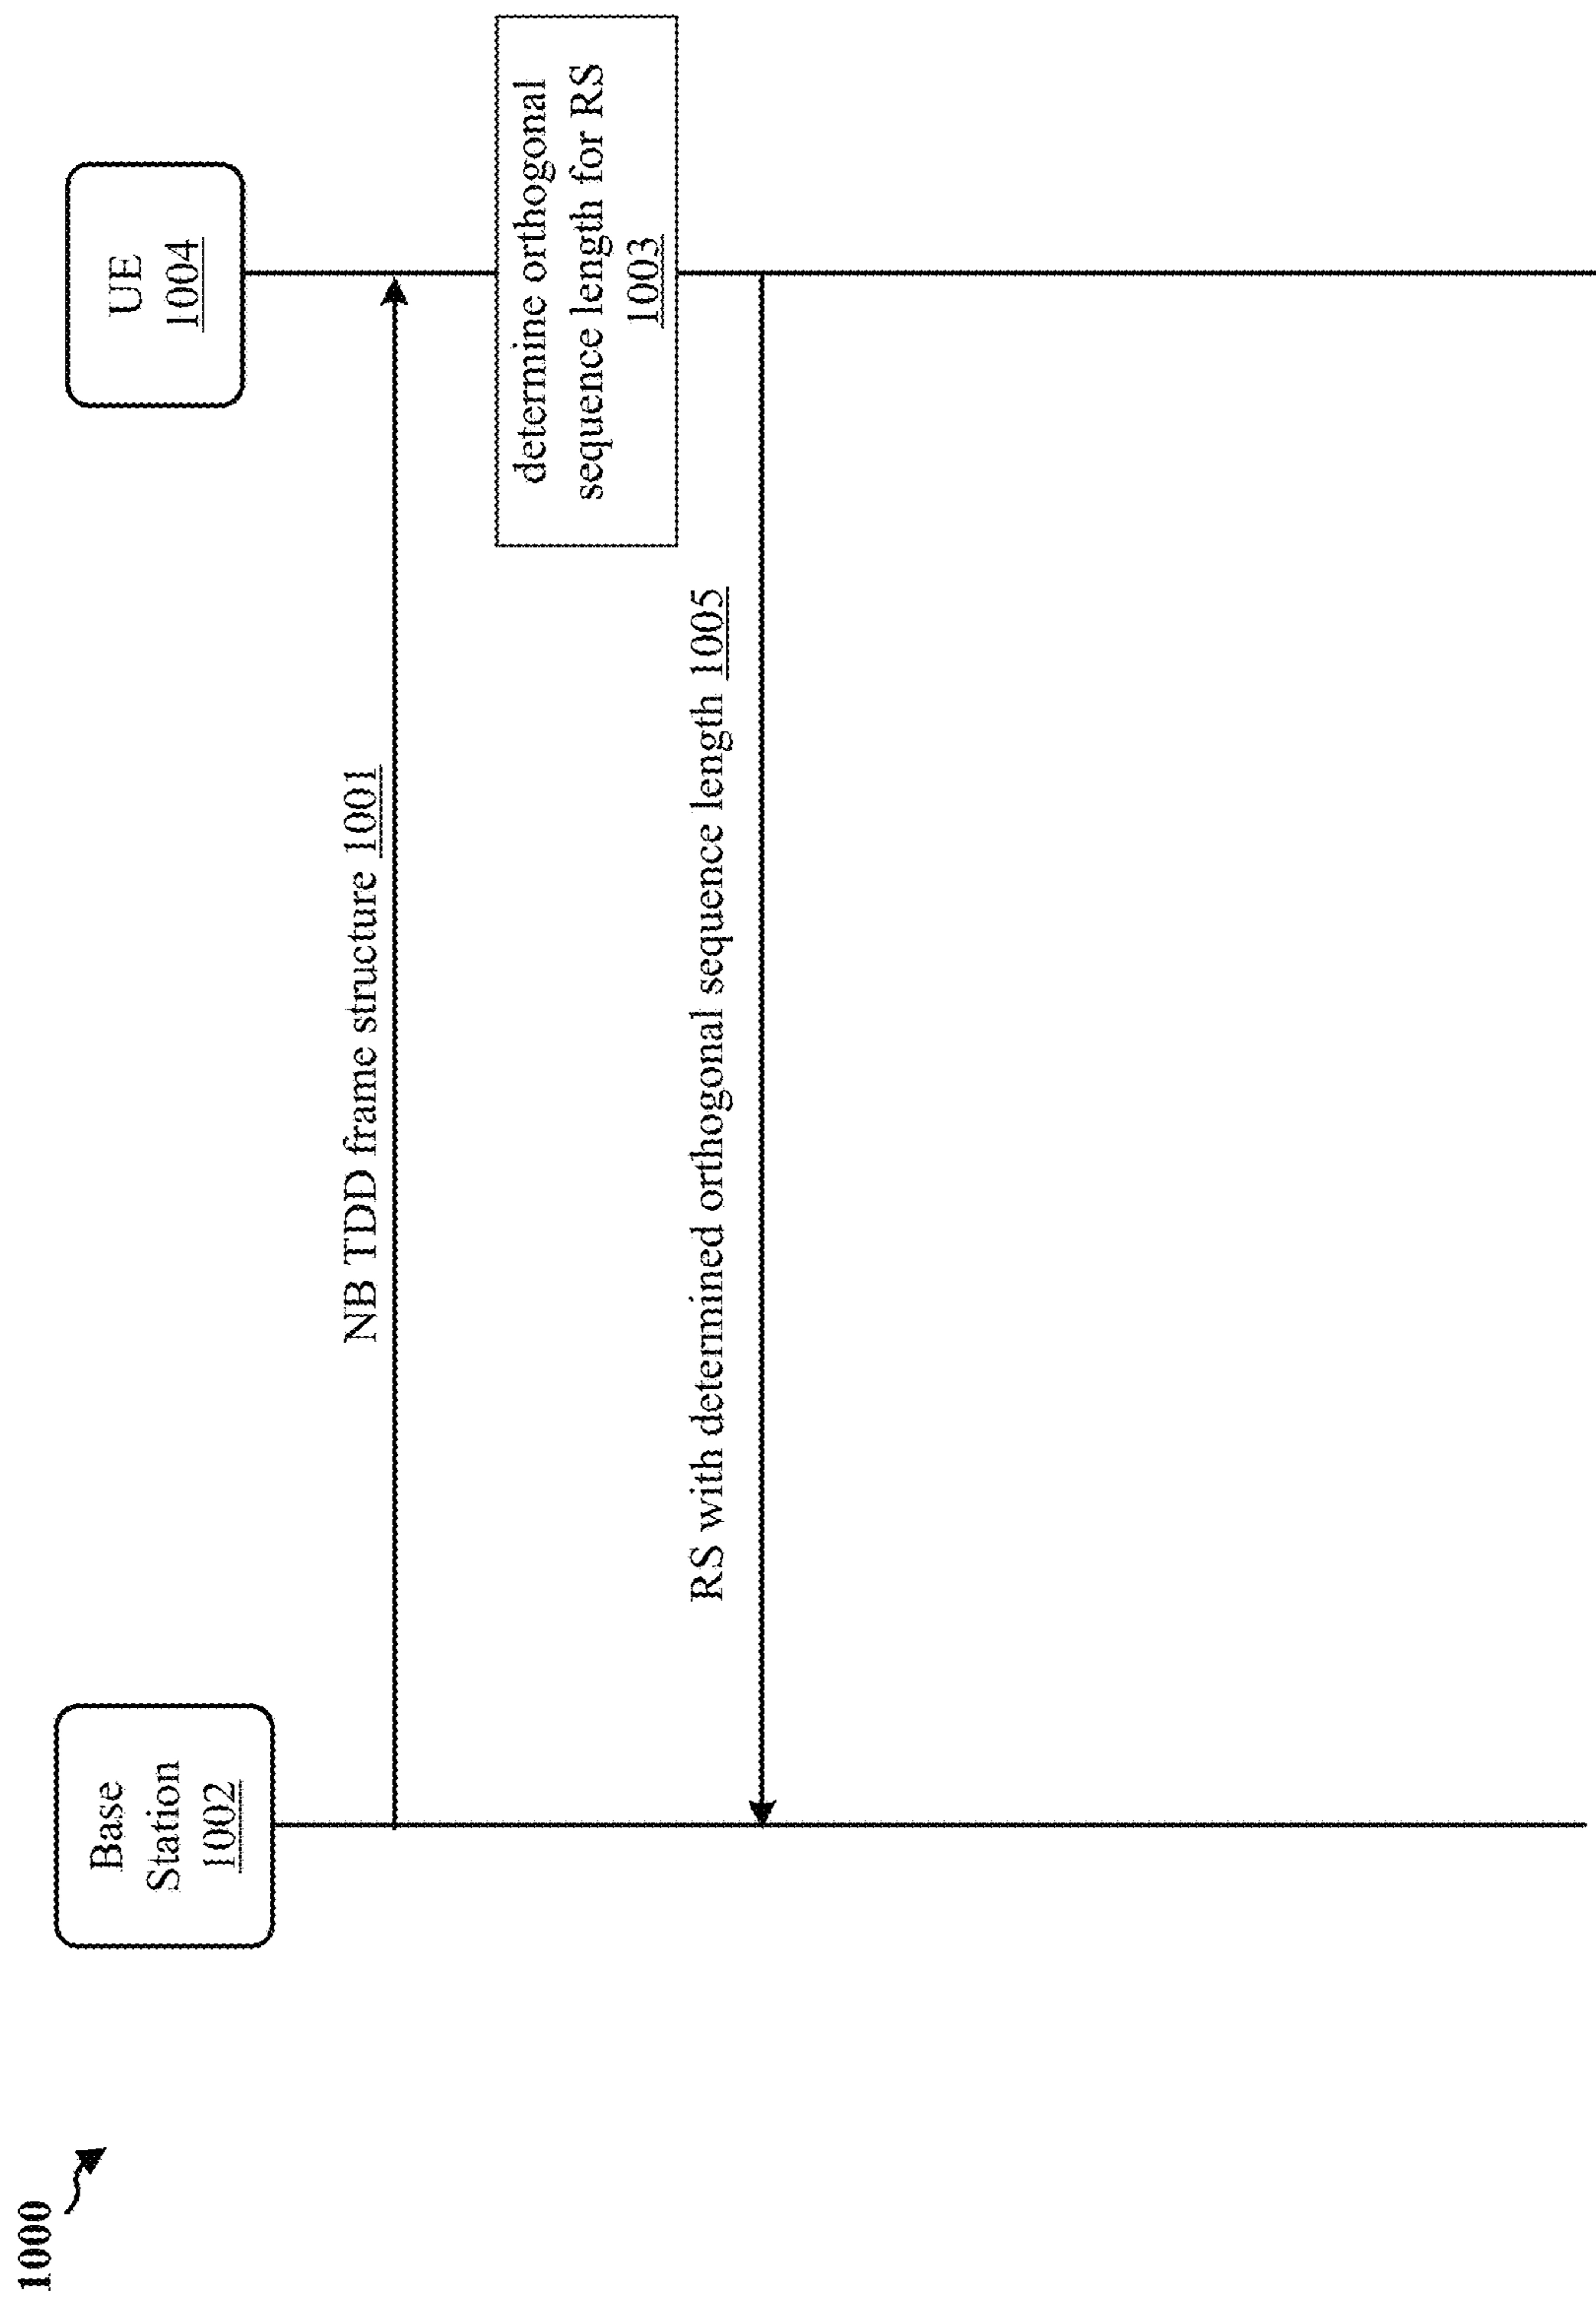 1000
Base
Station
1002
UE
1004
NB TDD frame structure 1001
determine orthogonal
sequence length for RS
1003
RS with determined orthogonal sequence length 1005